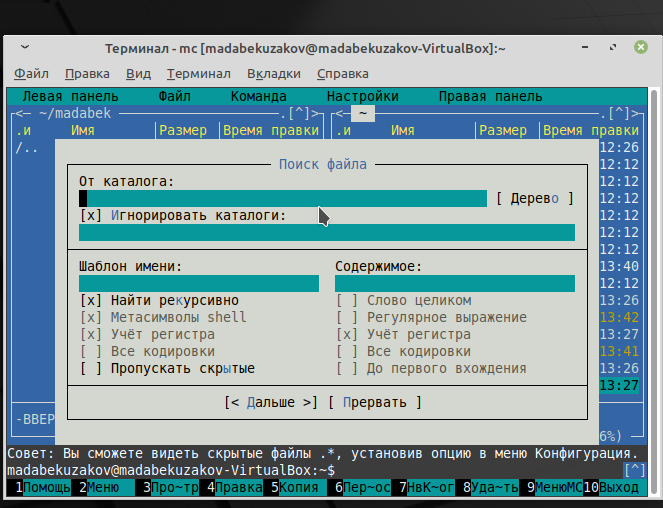 Терминал - mc [madabekuzakov@madabekuzakov-VirtualBox]:~
Файл Правка Вид Терминал Вкладки Справка
Левая панель Файл Команда Настройки Правая панель
<— ~/madabek .[^]> <— ~ .[^]>
.и Имя Размер Время правки .и Имя Размер Время правки
/.. 12:26
Поиск файла 12:12
От каталога: 12:12
[ Дерево ] 12:12
[x] Игнорировать каталоги: 12:12
12:12
12:12
Шаблон имени: Содержимое: 13:40
12:12
[x] Найти рекурсивно [ ] Слово целиком 13:26
[x] Метасимволы shell [ ] Регулярное выражение 13:42
[x] Учёт регистра [x] Учёт регистра 13:27
[ ] Все кодировки [ ] Все кодировки 13:41
[ ] Пропускать скрытые [ ] До первого вхождения 13:26
13:27
[< Дальше >] [ Прервать ]
-ВВЕР
6%)
Совет: Вы сможете видеть скрытые файлы .*, установив опцию в меню Конфигурация.
madabekuzakov@madabekuzakov-VirtualBox:~$ [^]
1Помощь 2Меню 3Про~тр 4Правка 5Копия 6Пер~ос 7НвК~ог 8Уда~ть 9МенюМС 10Выход